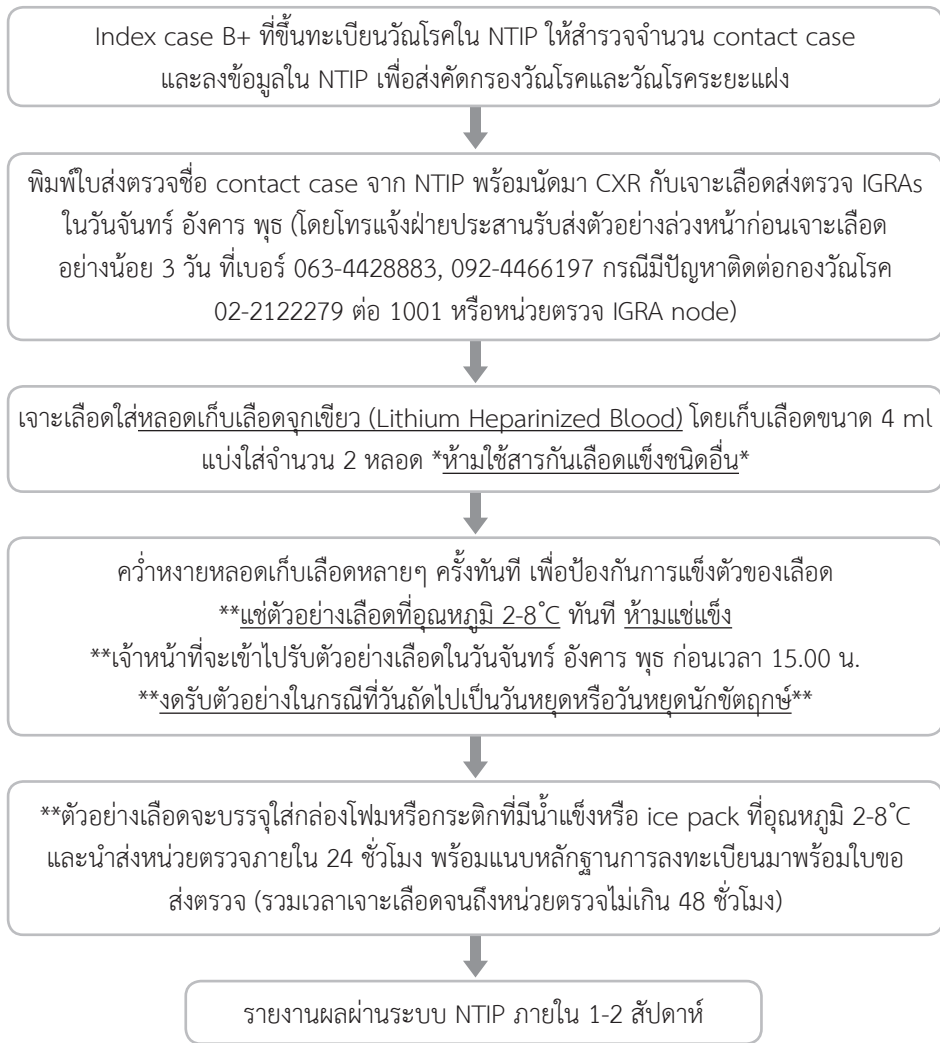 Index case B+ ที่ขึ้นทะเบียนวัณโรคใน NTIP ให้สำรวจจำนวน contact case
และลงข้อมูลใน NTIP เพื่อส่งคัดกรองวัณโรคและวัณโรคระยะแฝง
พิมพ์ใบส่งตรวจชื่อ contact case จาก NTIP พร้อมนัดมา CXR กับเจาะเลือดส่งตรวจ IGRAs
ในวันจันทร์ อังคาร พุธ (โดยโทรแจ้งฝ่ายประสานรับส่งตัวอย่างล่วงหน้าก่อนเจาะเลือด
อย่างน้อย 3 วัน ที่เบอร์ 063-4428883, 092-4466197 กรณีมีปัญหาติดต่อกองวัณโรค
02-2122279 ต่อ 1001 หรือหน่วยตรวจ IGRA node)
เจาะเลือดใส่หลอดเก็บเลือดจุกเขียว (Lithium Heparinized Blood) โดยเก็บเลือดขนาด 4 ml
แบ่งใส่จำนวน 2 หลอด *ห้ามใช้สารกันเลือดแข็งชนิดอื่น*
คว่ำหงายหลอดเก็บเลือดหลายๆ ครั้งทันที เพื่อป้องกันการแข็งตัวของเลือด
**แช่ตัวอย่างเลือดที่อุณหภูมิ 2-8 ํC ทันที ห้ามแช่แข็ง
**เจ้าหน้าที่จะเข้าไปรับตัวอย่างเลือดในวันจันทร์ อังคาร พุธ ก่อนเวลา 15.00 น.
**งดรับตัวอย่างในกรณีที่วันถัดไปเป็นวันหยุดหรือวันหยุดนักขัตฤกษ์**
**ตัวอย่างเลือดจะบรรจุใส่กล่องโฟมหรือกระติกที่มีน้ำแข็งหรือ ice pack ที่อุณหภูมิ 2-8 ํC
และนำส่งหน่วยตรวจภายใน 24 ชั่วโมง พร้อมแนบหลักฐานการลงทะเบียนมาพร้อมใบขอ
ส่งตรวจ (รวมเวลาเจาะเลือดจนถึงหน่วยตรวจไม่เกิน 48 ชั่วโมง)
รายงานผลผ่านระบบ NTIP ภายใน 1-2 สัปดาห์